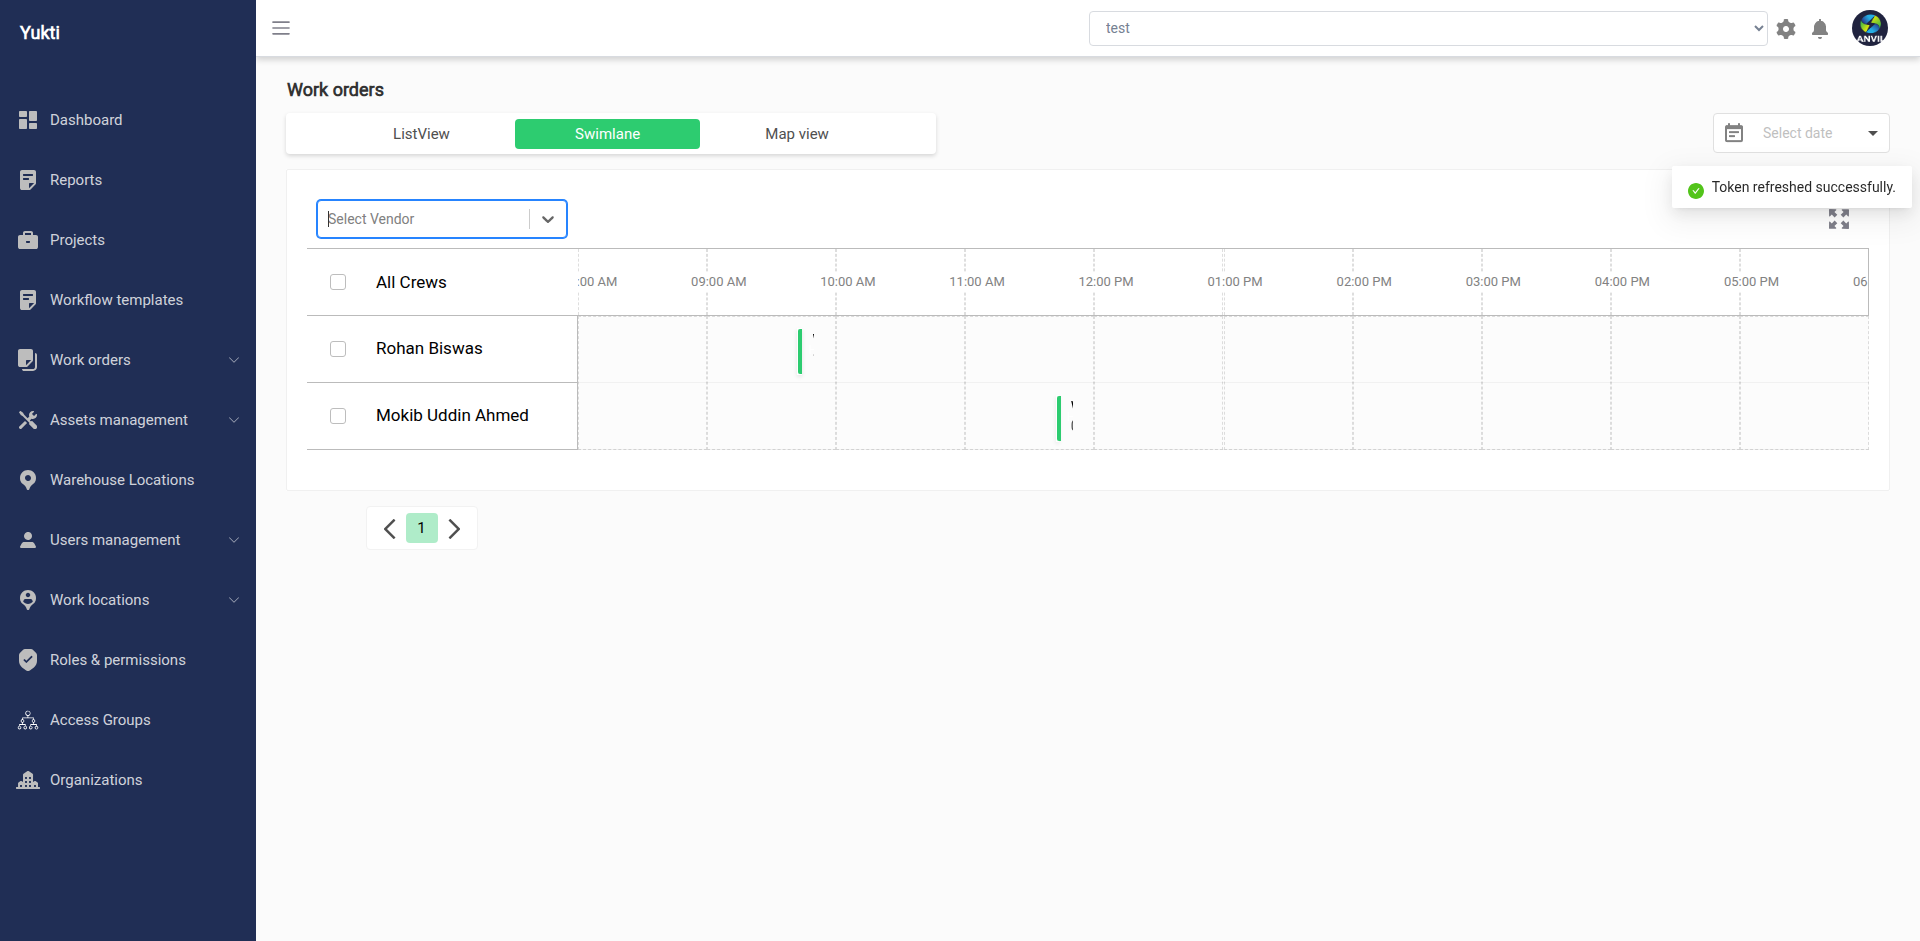 Yukti
test
ANVIL
Dashboard
Reports
Projects
Workflow templates
Work orders
Assets management
Warehouse Locations
Users management
Work locations
Roles & permissions
Access Groups
Organizations
Work orders
ListView Swimlane Map view
Select date
Token refreshed successfully.
Select Vendor
All Crews
:00 AM 09:00 AM 10:00 AM 11:00 AM 12:00 PM 01:00 PM 02:00 PM 03:00 PM 04:00 PM 05:00 PM 06
Rohan Biswas
Mokib Uddin Ahmed
1